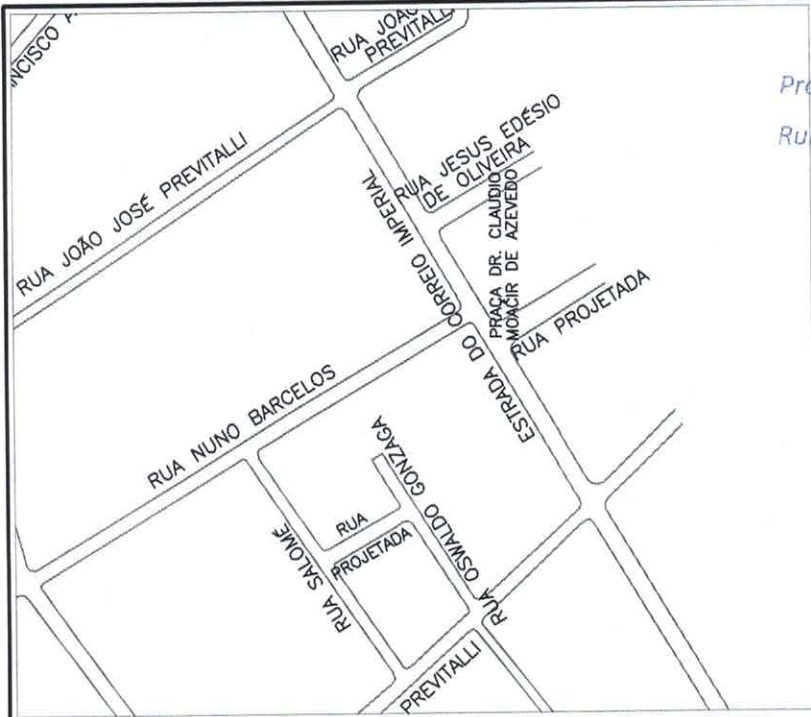 RUA JOÃO
PREVITALLI
RUA JOÃO JOSÉ PREVITALLI
RUA JESUS EDÉSIO
DE OLIVEIRA
PRAÇA DR. CLAUDIO
MOACIR DE AZEVEDO
ESTRADA DO CORREIO IMPERIAL
RUA PROJETADA
RUA NUNO BARCELOS
RUA OSWALDO GONZAGA
RUA
PROJETADA
RUA SALOMÉ
PREVITALLI